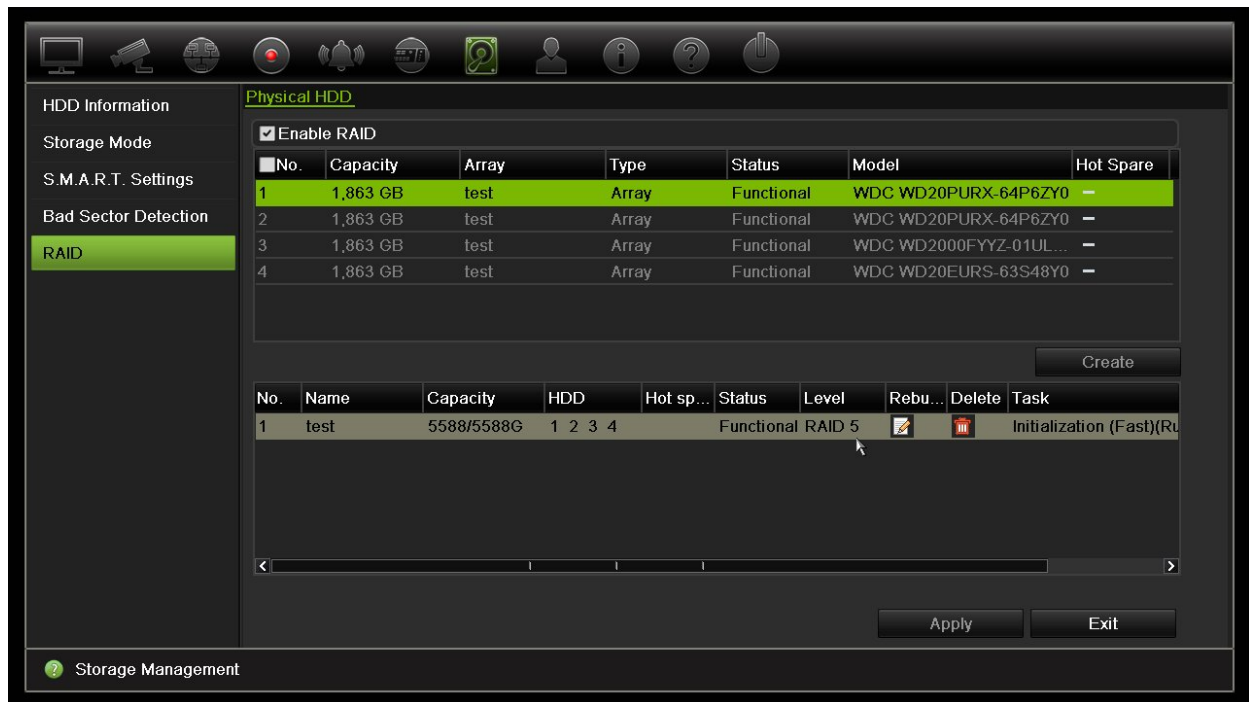 HDD Information
Storage Mode
S.M.A.R.T. Settings
Bad Sector Detection
RAID
Physical HDD
Enable RAID
No. Capacity Array Type Status Model Hot Spare
1 1,863 GB test Array Functional WDC WD20PURX-64P6ZY0 -
2 1,863 GB test Array Functional WDC WD20PURX-64P6ZY0 -
3 1,863 GB test Array Functional WDC WD2000FYYZ-01UL... -
4 1,863 GB test Array Functional WDC WD20EURS-63S48Y0 -
Create
No. Name Capacity HDD Hot sp... Status Level Rebu... Delete Task
1 test 5588/5588G 1 2 3 4 Functional RAID 5 Initialization (Fast)(Ru
Apply Exit
Storage Management